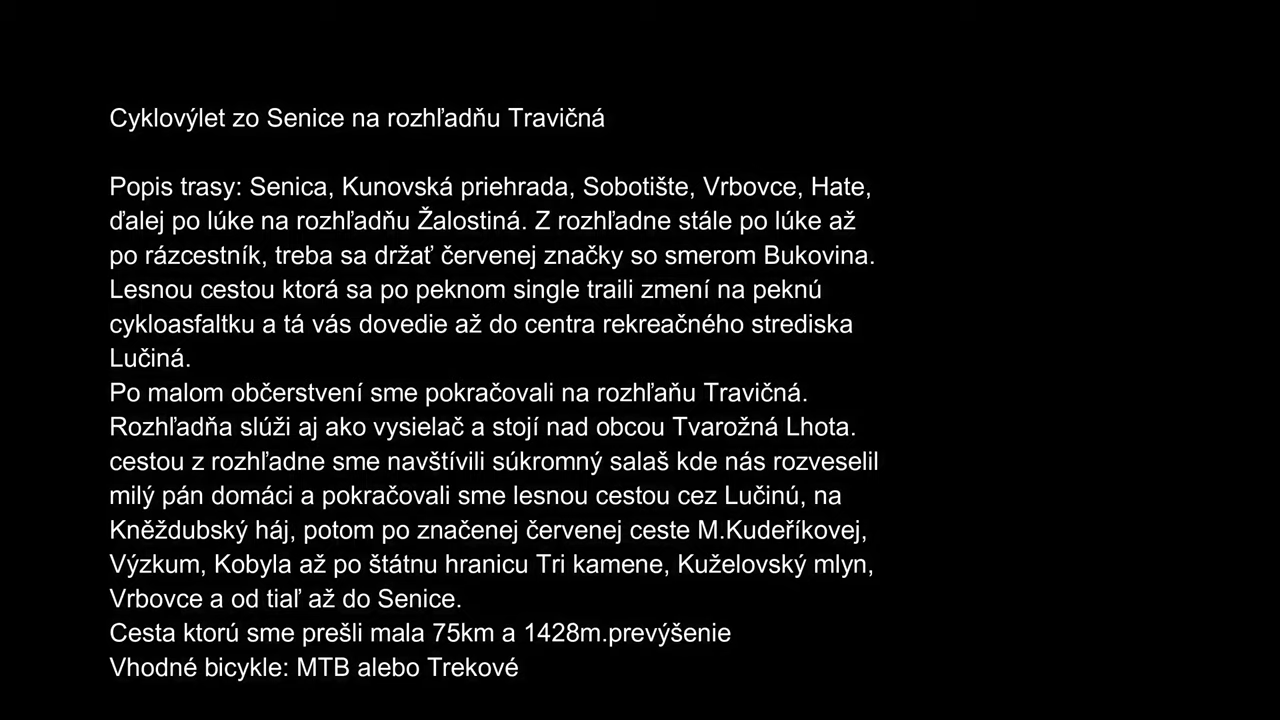 Cyklovýlet zo Senice na rozhľadňu Travičná
Popis trasy: Senica, Kunovská priehrada, Sobotište, Vrbovce, Hate,
ďalej po lúke na rozhľadňu Žalostiná. Z rozhľadne stále po lúke až
po rázcestník, treba sa držať červenej značky so smerom Bukovina.
Lesnou cestou ktorá sa po peknom single traili zmení na peknú
cykloasfaltku a tá vás dovedie až do centra rekreačného strediska
Lučiná.
Po malom občerstvení sme pokračovali na rozhľaňu Travičná.
Rozhľadňa slúži aj ako vysielač a stojí nad obcou Tvarožná Lhota.
cestou z rozhľadne sme navštívili súkromný salaš kde nás rozveselil
milý pán domáci a pokračovali sme lesnou cestou cez Lučinú, na
Kněždubský háj, potom po značenej červenej ceste M.Kudeříkovej,
Výzkum, Kobyla až po štátnu hranicu Tri kamene, Kuželovský mlyn,
Vrbovce a od tiaľ až do Senice.
Cesta ktorú sme prešli mala 75km a 1428m.prevýšenie
Vhodné bicykle: MTB alebo Trekové